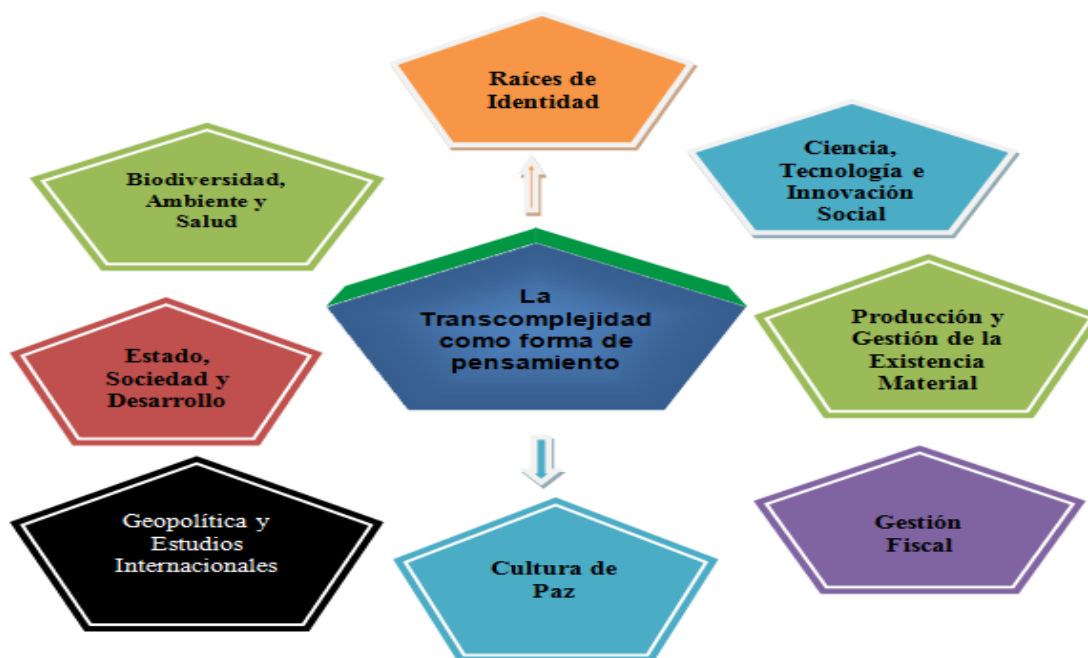 Raíces de
Identidad
Biodiversidad,
Ambiente y
Salud
Ciencia,
Tecnología e
Innovación
Social
La
Transcomplejidad
como forma de
pensamiento
Estado,
Sociedad y
Desarrollo
Producción y
Gestión de la
Existencia
Material
Geopolítica y
Estudios
Internacionales
Cultura de
Paz
Gestión
Fiscal